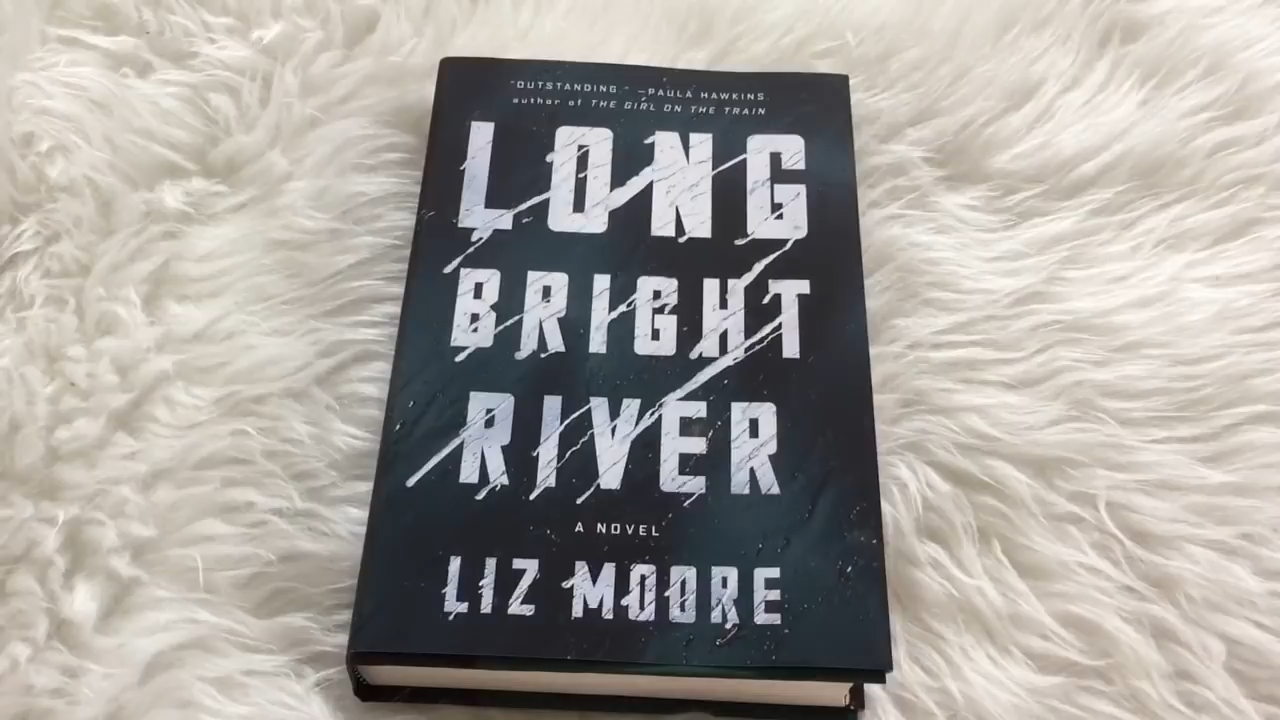 "OUTSTANDING." —PAULA HAWKINS,
author of THE GIRL ON THE TRAIN
LONG
BRIGHT
RIVER
A NOVEL
LIZ MOORE